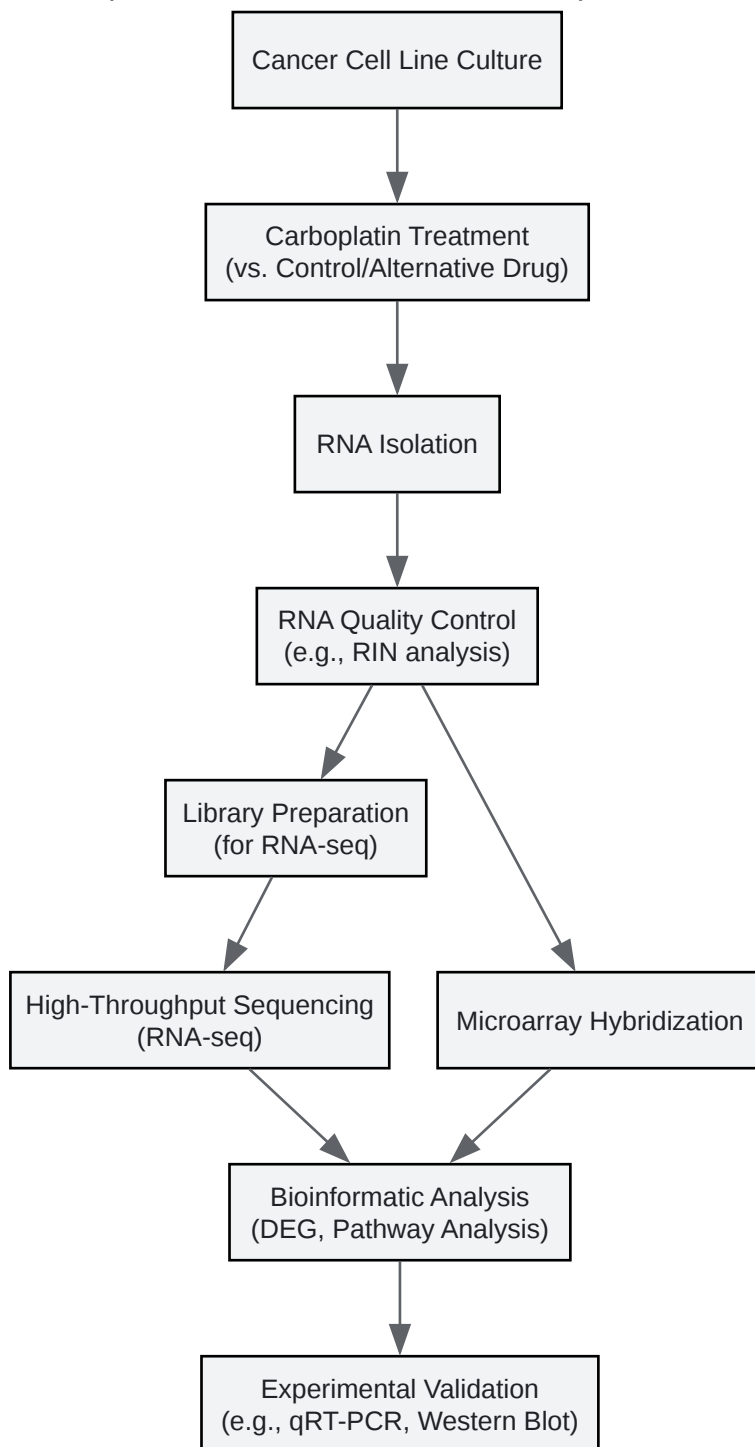 Cancer Cell Line Culture
Carboplatin Treatment
(vs. Control/Alternative Drug)
RNA Isolation
RNA Quality Control
(e.g., RIN analysis)
Library Preparation
(for RNA-seq)
High-Throughput Sequencing
(RNA-seq)
Microarray Hybridization
Bioinformatic Analysis
(DEG, Pathway Analysis)
Experimental Validation
(e.g., qRT-PCR, Western Blot)